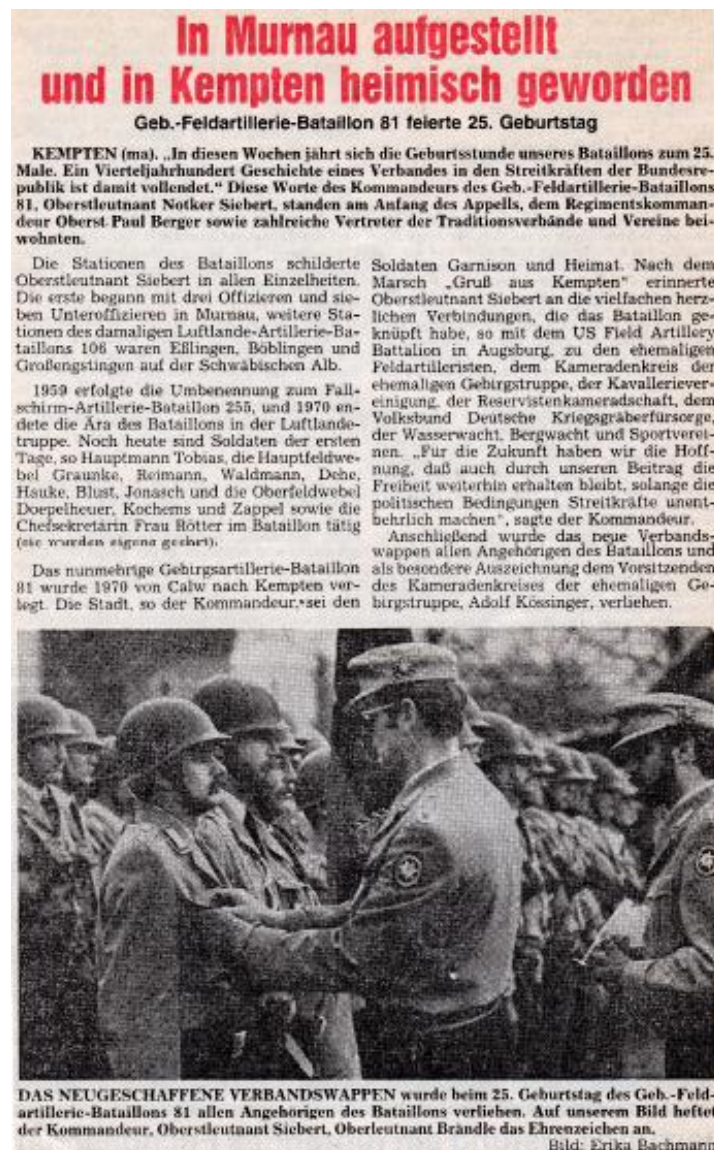 In Murnau aufgestellt
und in Kempten heimisch geworden
Geb.-Feldartillerie-Bataillon 81 feierte 25. Geburtstag
KEMPTEN (ma). „In diesen Wochen jährt sich die Geburtsstunde unseres Bataillons zum 25.
Male. Ein Vierteljahrhundert Geschichte eines Verbandes in den Streitkräften der Bundesre-
publik ist damit vollendet.“ Diese Worte des Kommandeurs des Geb.-Feldartillerie-Bataillons
81, Oberstleutnant Notker Siebert, standen am Anfang des Appells, dem Regimentskomman-
deur Oberst Paul Berger sowie zahlreiche Vertreter der Traditionsverbände und Vereine bei-
wohnten.
Die Stationen des Bataillons schilderte
Oberstleutnant Siebert in allen Einzelheiten.
Die erste begann mit drei Offizieren und sie-
ben Unteroffizieren in Murnau, weitere Sta-
tionen des damaligen Luftlande-Artillerie-Ba-
taillons 106 waren Eßlingen, Böblingen und
Großengstingen auf der Schwäbischen Alb.
1959 erfolgte die Umbenennung zum Fall-
schirm-Artillerie-Bataillon 255, und 1970 en-
dete die Ära des Bataillons in der Luftlande-
truppe. Noch heute sind Soldaten der ersten
Tage, so Hauptmann Tobias, die Hauptfeldwe-
bel Graunke, Reimann, Waldmann, Dehe,
Hauke, Blust, Jonasch und die Oberfeldwebel
Doepelheuer, Kochems und Zappel sowie die
Chefsekretärin Frau Rotter im Bataillon tätig
(sie wurden eigens geehrt).
Das nunmehrige Gebirgsartillerie-Bataillon
81 wurde 1970 von Calw nach Kempten ver-
legt. Die Stadt, so der Kommandeur, sei den
Soldaten Garnison und Heimat. Nach dem
Marsch „Gruß aus Kempten“ erinnerte
Oberstleutnant Siebert an die vielfachen herz-
lichen Verbindungen, die das Bataillon ge-
knüpft habe, so mit dem US Field Artillery
Battalion in Augsburg, zu den ehemaligen
Feldartilleristen, dem Kameradenkreis der
ehemaligen Gebirgstruppe, der Kavalleriever-
einigung, der Reservistenkameradschaft, dem
Volksbund Deutsche Kriegsgräberfürsorge,
der Wasserwacht, Bergwacht und Sportverei-
nen. „Für die Zukunft haben wir die Hoff-
nung, daß auch durch unseren Beitrag die
Freiheit weiterhin erhalten bleibt, solange die
politischen Bedingungen Streitkräfte unent-
behrlich machen“, sagte der Kommandeur.
Anschließend wurde das neue Verbands-
wappen allen Angehörigen des Bataillons und
als besondere Auszeichnung dem Vorsitzenden
des Kameradenkreises der ehemaligen Ge-
birgstruppe, Adolf Kössinger, verliehen.
DAS NEUGESCHAFFENE VERBANDSWAPPEN wurde beim 25. Geburtstag des Geb.-Feld-
artillerie-Bataillons 81 allen Angehörigen des Bataillons verliehen. Auf unserem Bild heftet
der Kommandeur, Oberstleutnant Siebert, Oberleutnant Brändle das Ehrenzeichen an.
Bild: Erika Bachmann